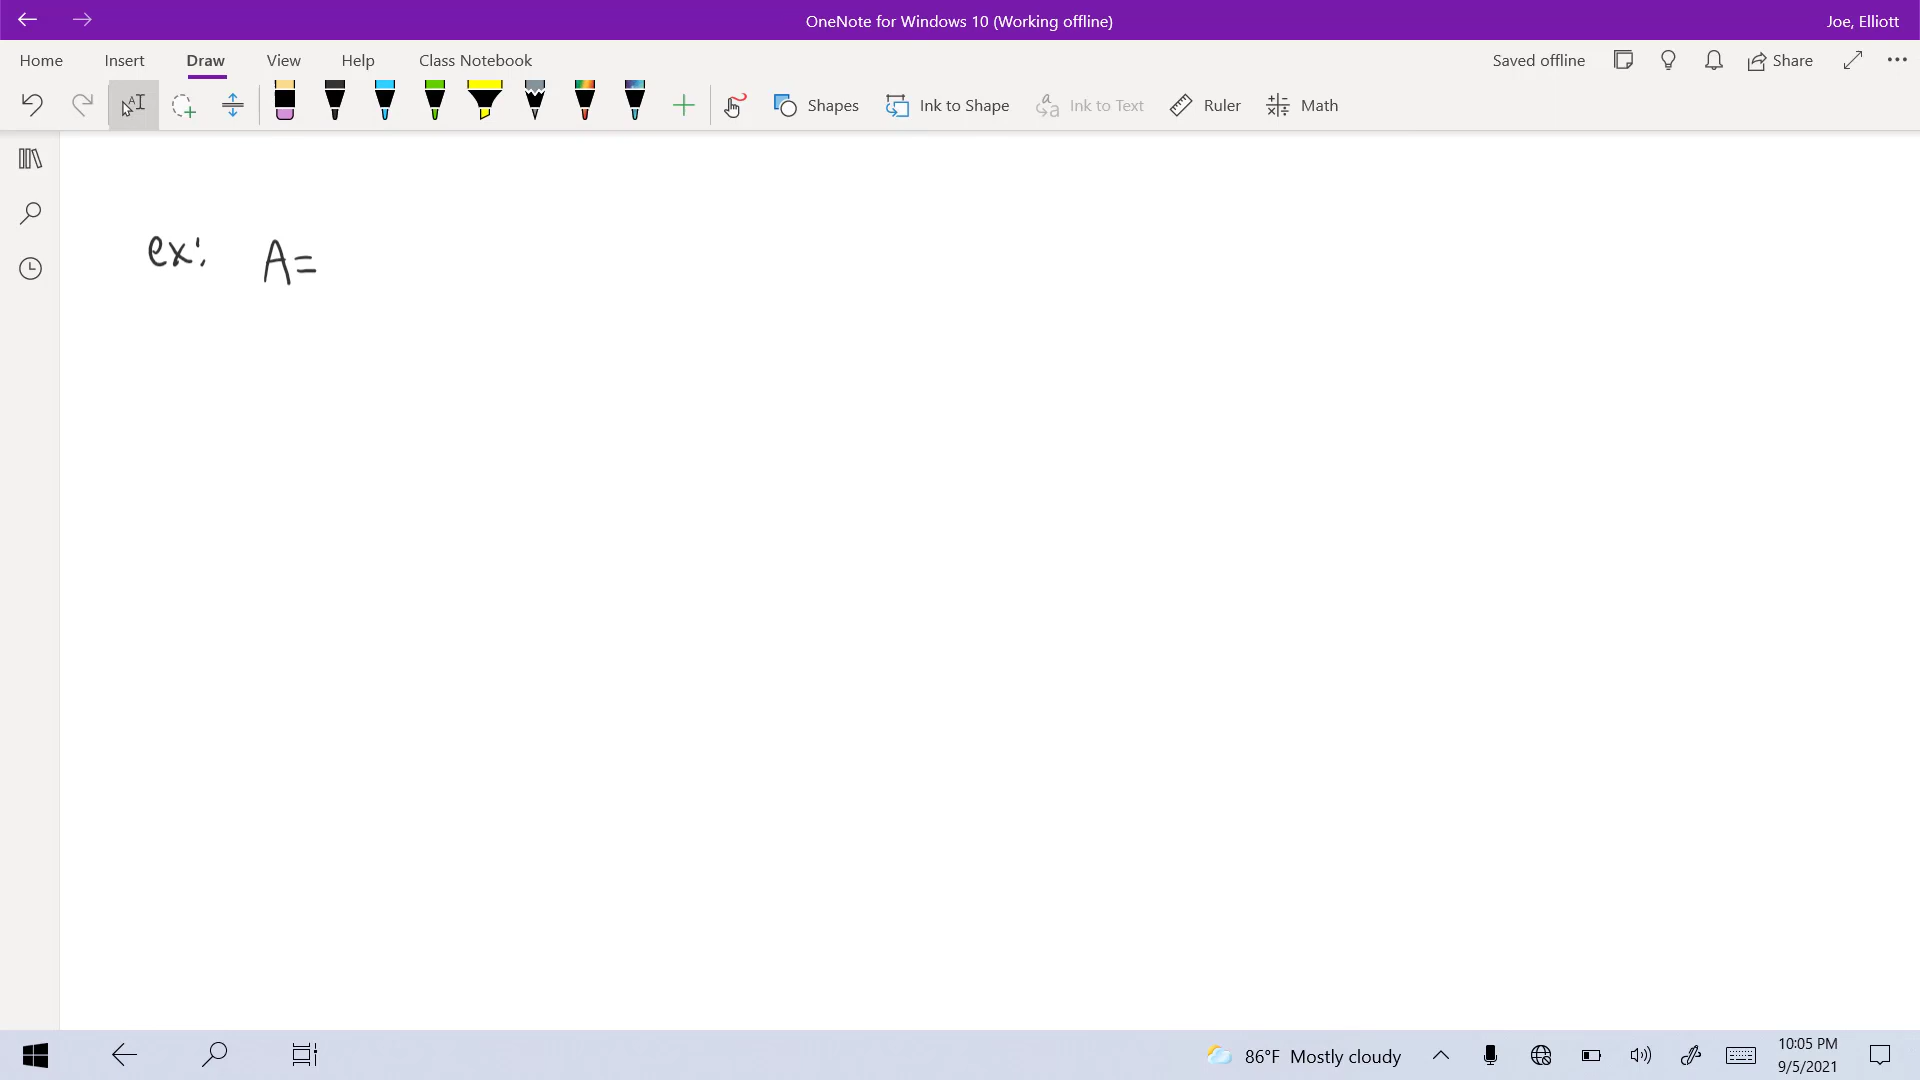 OneNote for Windows 10 (Working offline) Joe, Elliott
Home Insert Draw View Help Class Notebook Saved offline Share
Shapes Ink to Shape Ink to Text Ruler Math
ex: A=
86°F Mostly cloudy 10:05 PM
9/5/2021